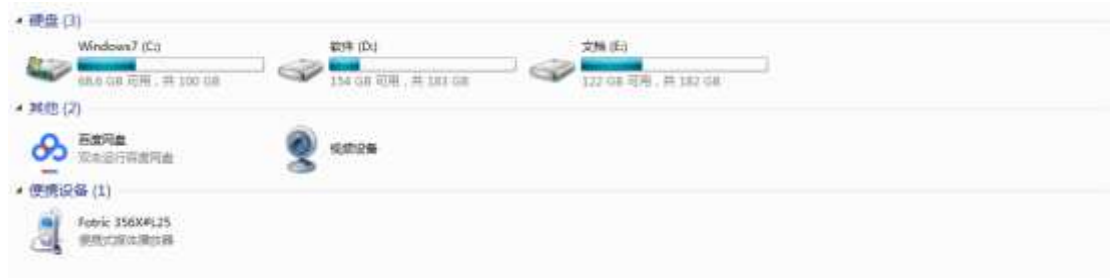 硬盘 (3)
Windows7 (C:)
68.6 GB 可用，共 100 GB
软件 (D:)
154 GB 可用，共 183 GB
文档 (E:)
122 GB 可用，共 182 GB
其他 (2)
百度网盘
双击运行百度网盘
视频设备
便携设备 (1)
Fotric 356X#L25
便携式媒体播放器